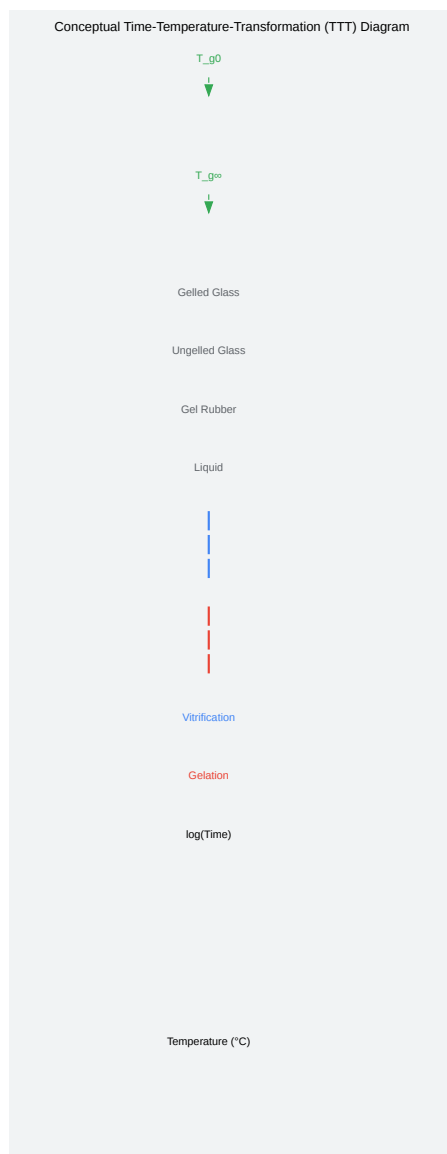 Conceptual Time-Temperature-Transformation (TTT) Diagram
T_g0
T_g∞
Gelled Glass
Ungelled Glass
Gel Rubber
Liquid
Vitrification
Gelation
log(Time)
Temperature (°C)